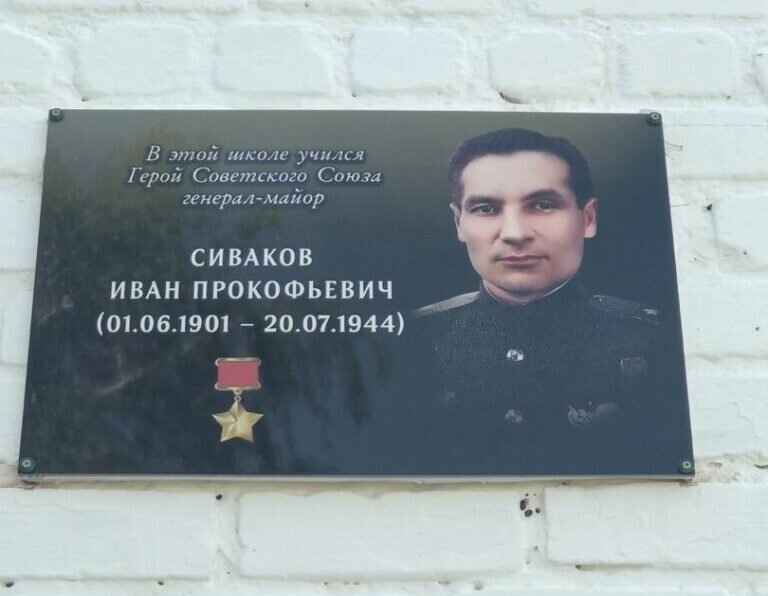 В этой школе учился
Герой Советского Союза
генерал-майор
СИВАКОВ
ИВАН ПРОКОФЬЕВИЧ
(01.06.1901 – 20.07.1944)